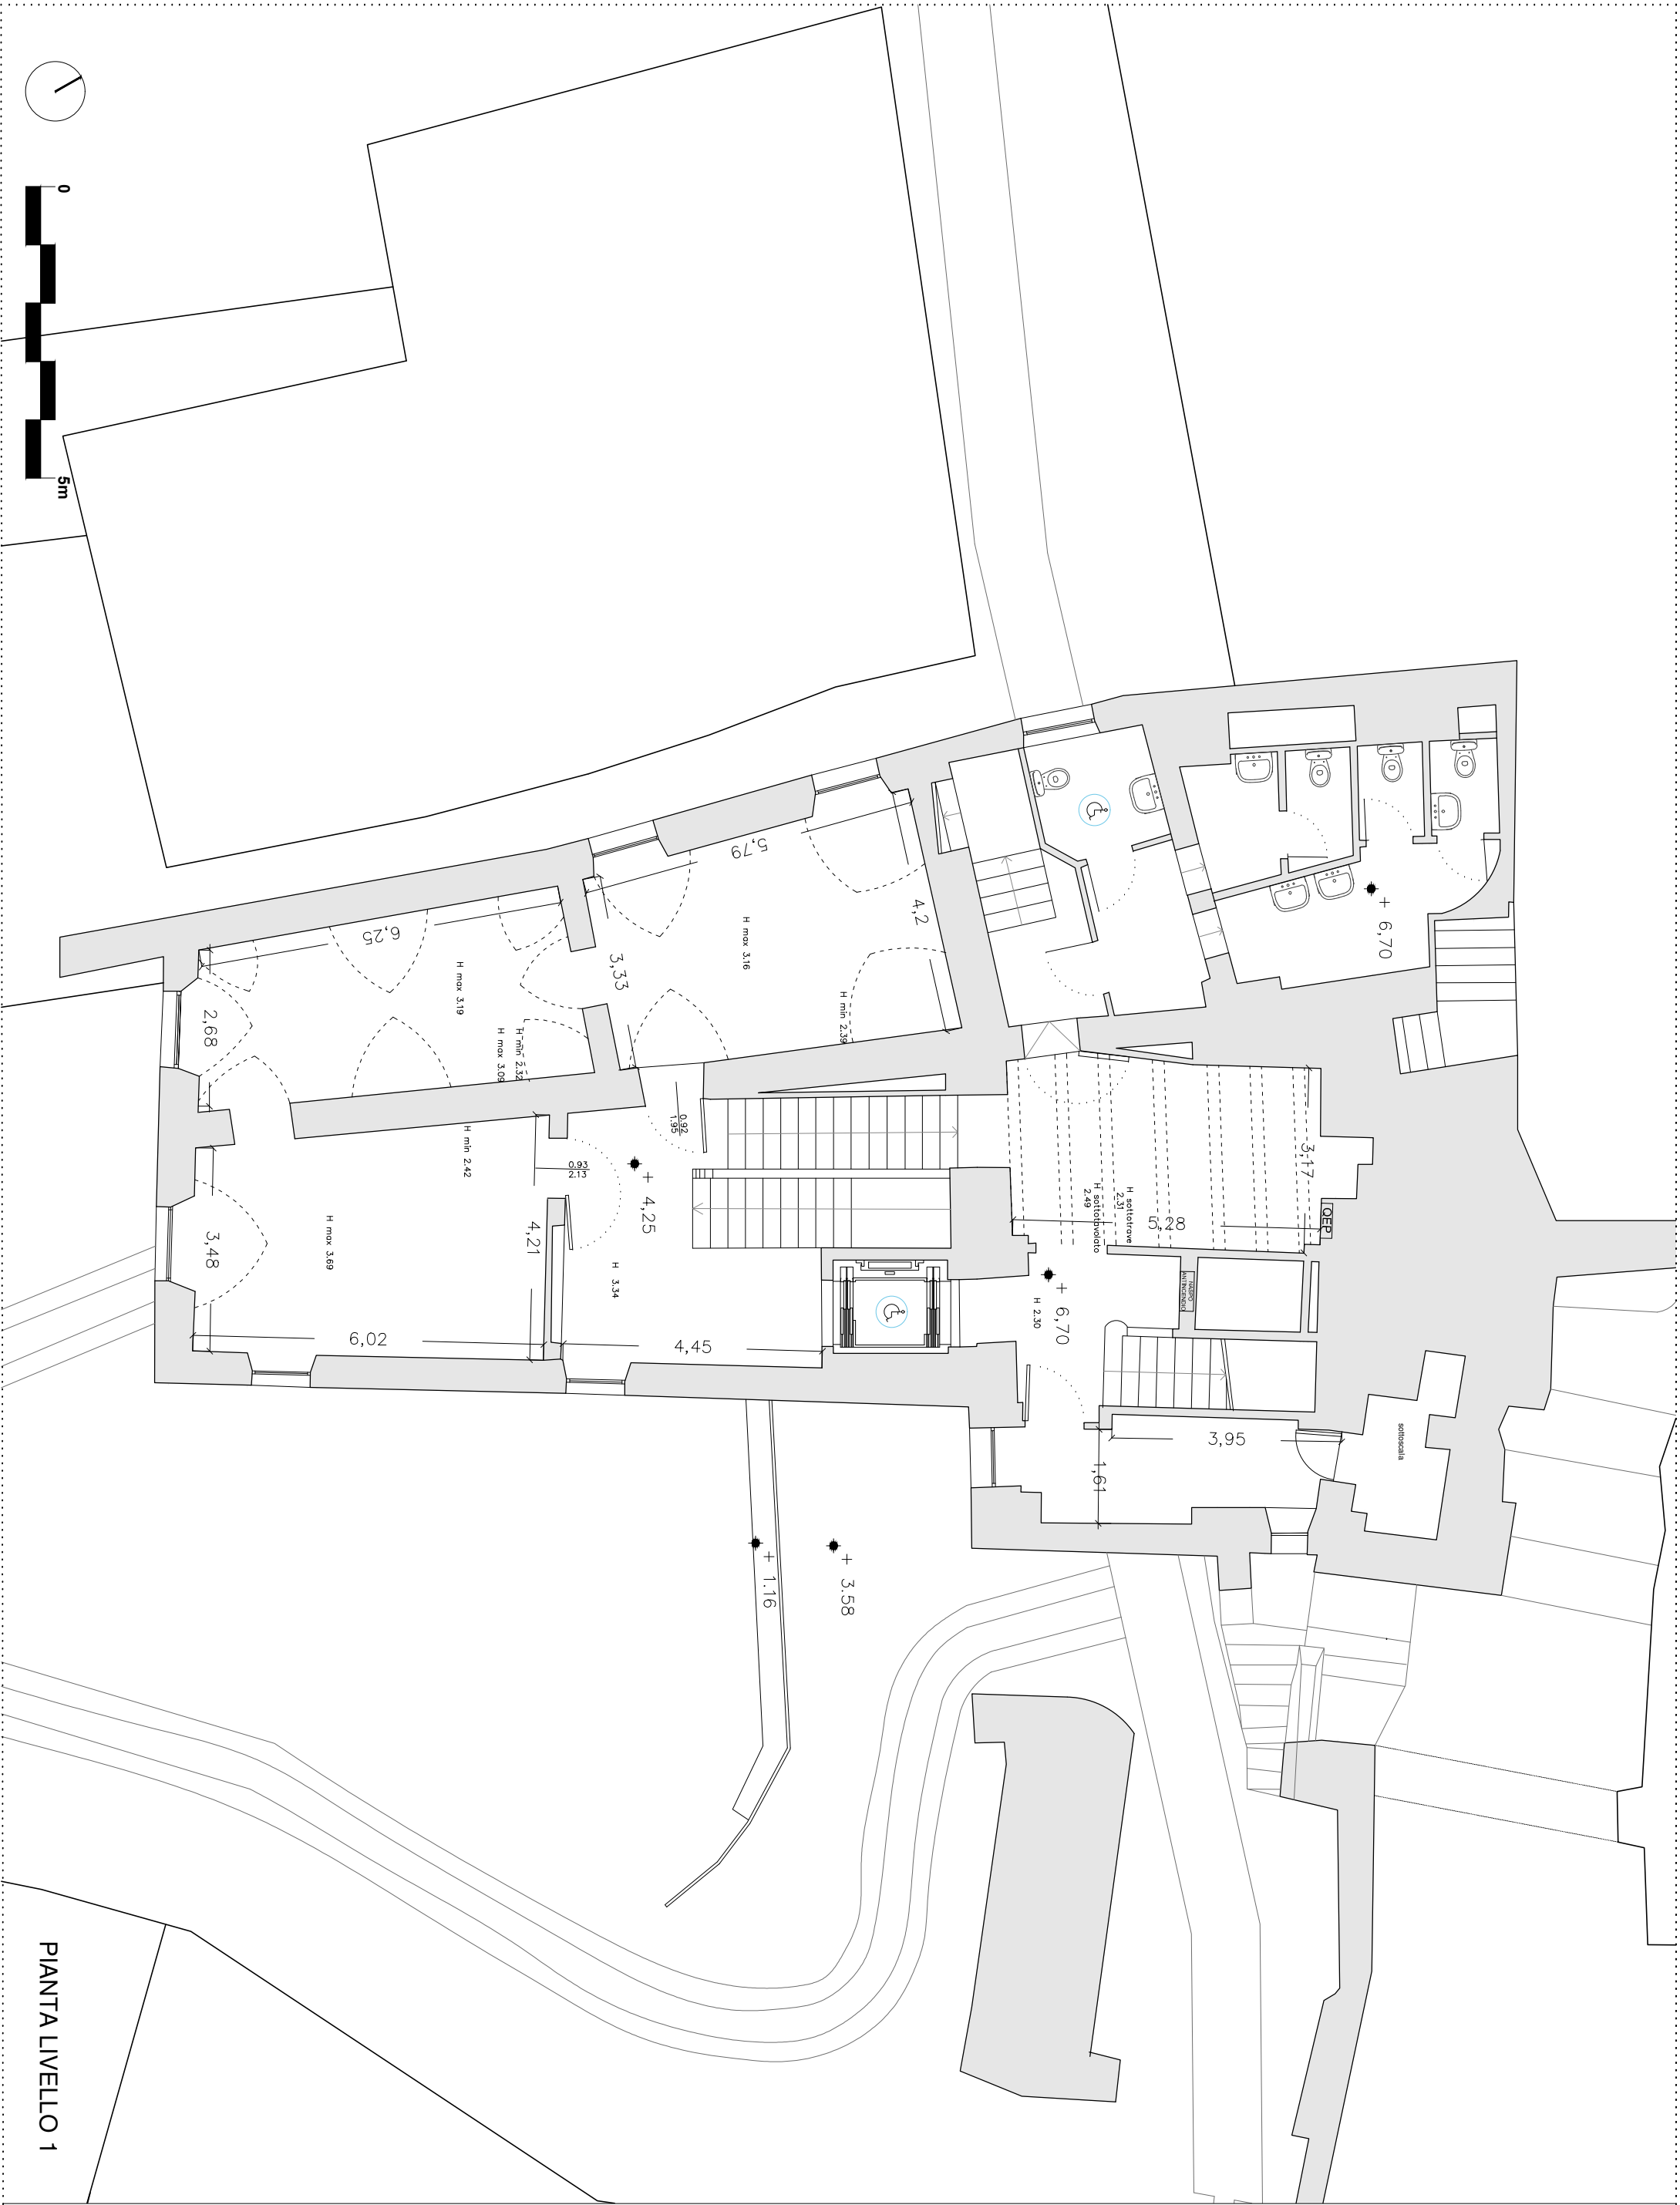 0
5m
6,70
+
5,79
4,2
H max 3.16
6,25
3,33
H max 3.19
H min 2.39
2,68
H min 2.32
H max 3.09
0.92
1.95
H min 2.42
0.93
2.13
+ 4,25
3,17
H sottotrave
2.31
H sottotavolato
2.49
5,28
QEP
3,48
H max 3.69
4,21
H 3.34
NASPO
ANTINCENDIO
+ 6,70
H 2.30
6,02
4,45
3,95
sottoscala
1,61
+ 1.16
+ 3.58
PIANTA LIVELLO 1